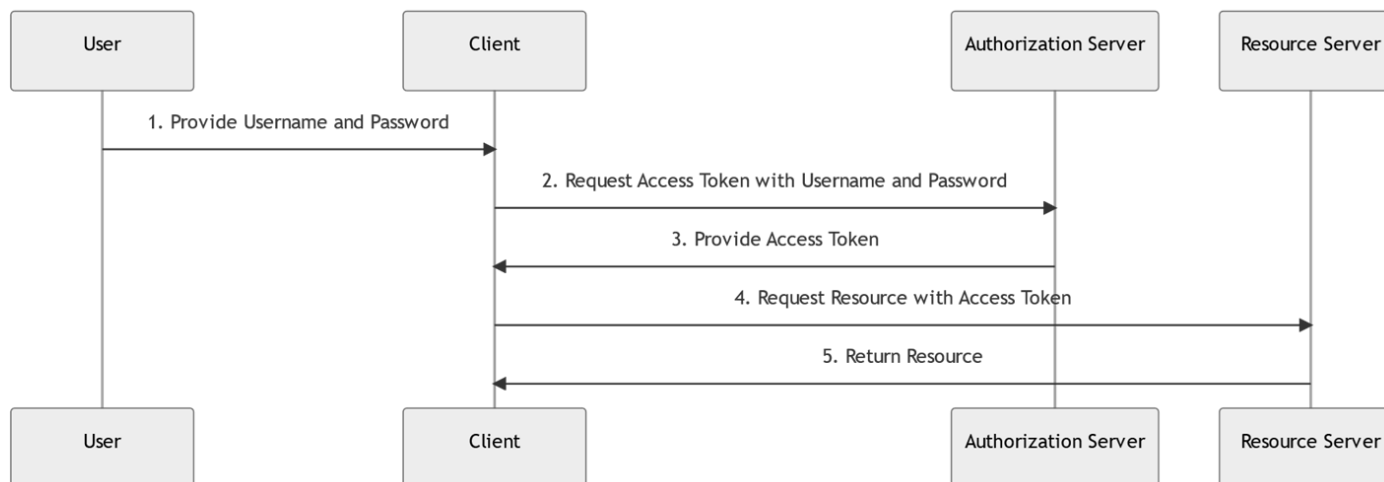 User
Client
Authorization Server
Resource Server
1. Provide Username and Password
2. Request Access Token with Username and Password
3. Provide Access Token
4. Request Resource with Access Token
5. Return Resource
User
Client
Authorization Server
Resource Server